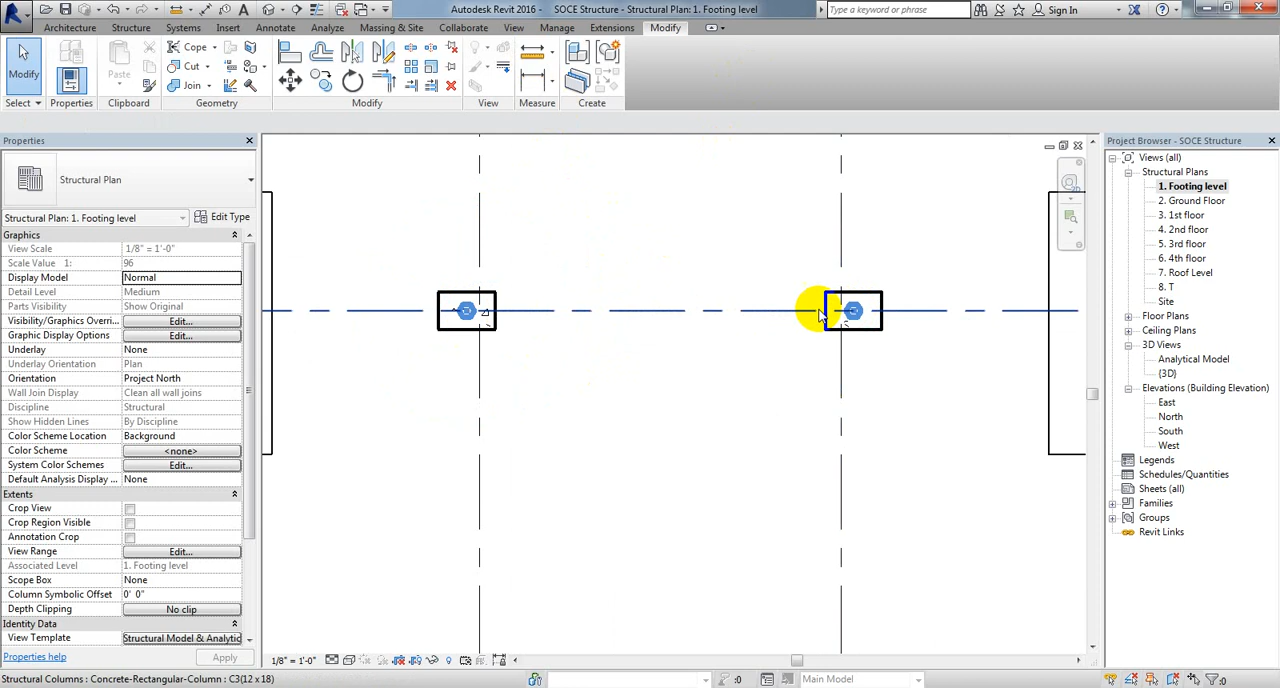 Autodesk Revit 2016 - SOCE Structure - Structural Plan: 1. Footing level
Type a keyword or phrase
Sign In
Architecture Structure Systems Insert Annotate Analyze Massing & Site Collaborate View Manage Extensions Modify
Modify
Paste
Cope
Cut
Join
Select Properties Clipboard Geometry Modify View Measure Create
Properties
Structural Plan
Structural Plan: 1. Footing level
Edit Type
Graphics
View Scale 1/8" = 1'-0"
Scale Value 1: 96
Display Model Normal
Detail Level Medium
Parts Visibility Show Original
Visibility/Graphics Overri... Edit...
Graphic Display Options Edit...
Underlay None
Underlay Orientation Plan
Orientation Project North
Wall Join Display Clean all wall joins
Discipline Structural
Show Hidden Lines By Discipline
Color Scheme Location Background
Color Scheme <none>
System Color Schemes Edit...
Default Analysis Display ... None
Extents
Crop View
Crop Region Visible
Annotation Crop
View Range Edit...
Associated Level 1. Footing level
Scope Box None
Column Symbolic Offset 0' 0"
Depth Clipping No clip
Identity Data
View Template Structural Model & Analytic
Properties help
Apply
Project Browser - SOCE Structure
Views (all)
Structural Plans
1. Footing level
2. Ground Floor
3. 1st floor
4. 2nd floor
5. 3rd floor
6. 4th floor
7. Roof Level
8. T
Site
Floor Plans
Ceiling Plans
3D Views
Analytical Model
{3D}
Elevations (Building Elevation)
East
North
South
West
Legends
Schedules/Quantities
Sheets (all)
Families
Groups
Revit Links
1/8" = 1'-0"
Structural Columns : Concrete-Rectangular-Column : C3(12 x 18)
:0
Main Model
:0